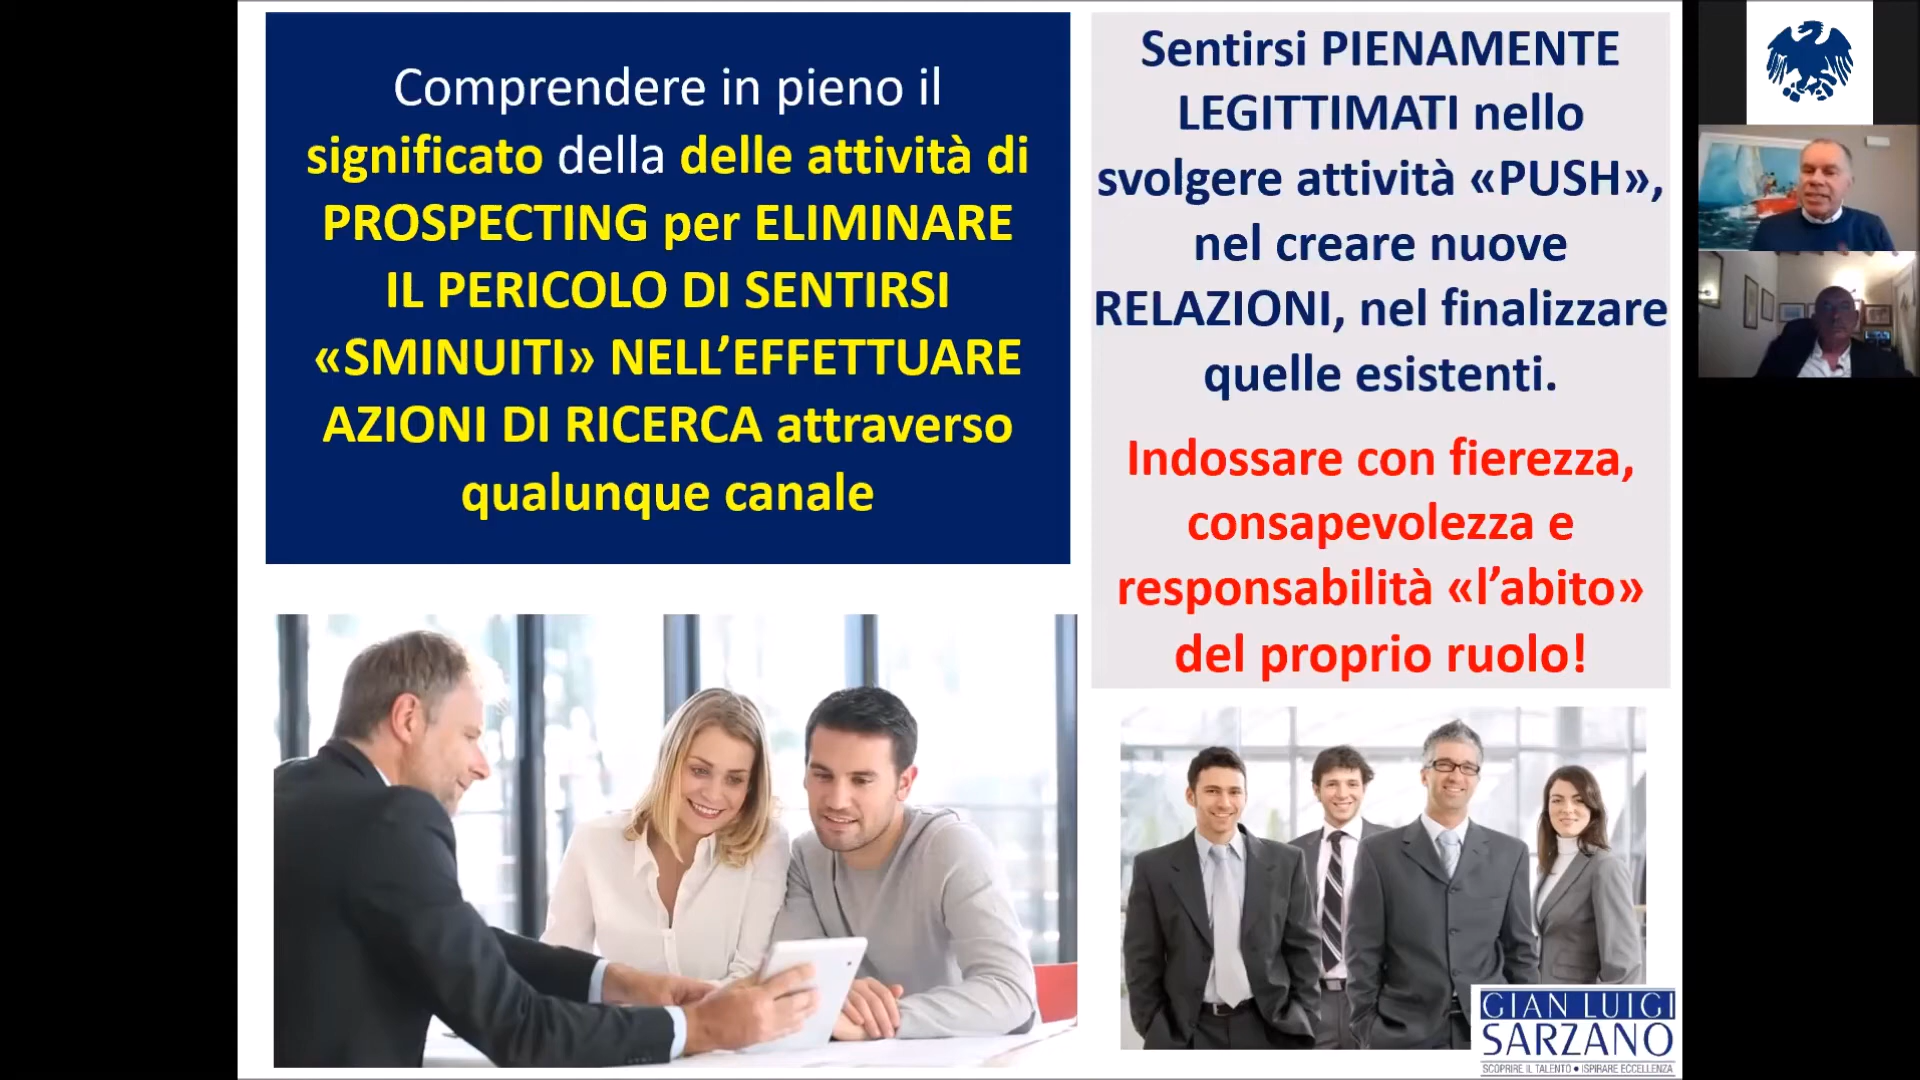 Comprendere in pieno il
significato della delle attività di
PROSPECTING per ELIMINARE
IL PERICOLO DI SENTIRSI
«SMINUITI» NELL’EFFETTUARE
AZIONI DI RICERCA attraverso
qualunque canale
Sentirsi PIENAMENTE
LEGITTIMATI nello
svolgere attività «PUSH»,
nel creare nuove
RELAZIONI, nel finalizzare
quelle esistenti.
Indossare con fierezza,
consapevolezza e
responsabilità «l’abito»
del proprio ruolo!
GIAN LUIGI
SARZANO
SCOPRIRE IL TALENTO • ISPIRARE ECCELLENZA